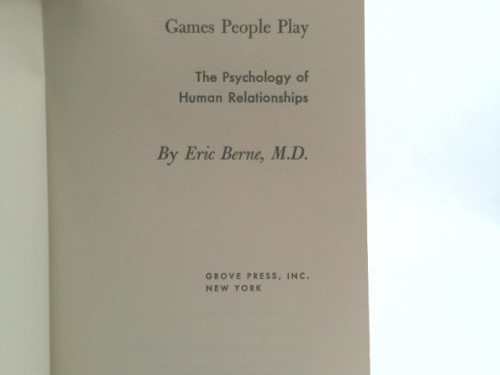 Games People Play
The Psychology of
Human Relationships
By Eric Berne, M.D.
GROVE PRESS, INC.
NEW YORK